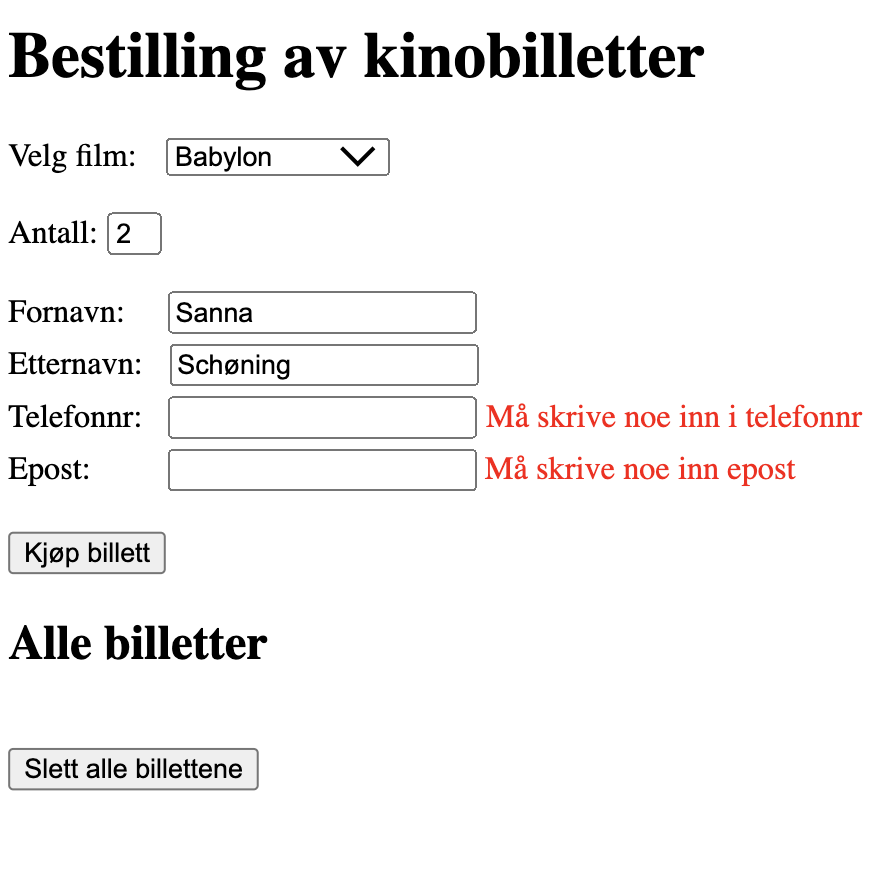 Bestilling av kinobilletter
Velg film: Babylon
Antall: 2
Fornavn: Sanna
Etternavn: Schøning
Telefonnr: Må skrive noe inn i telefonnr
Epost: Må skrive noe inn epost
Kjøp billett
Alle billetter
Slett alle billettene